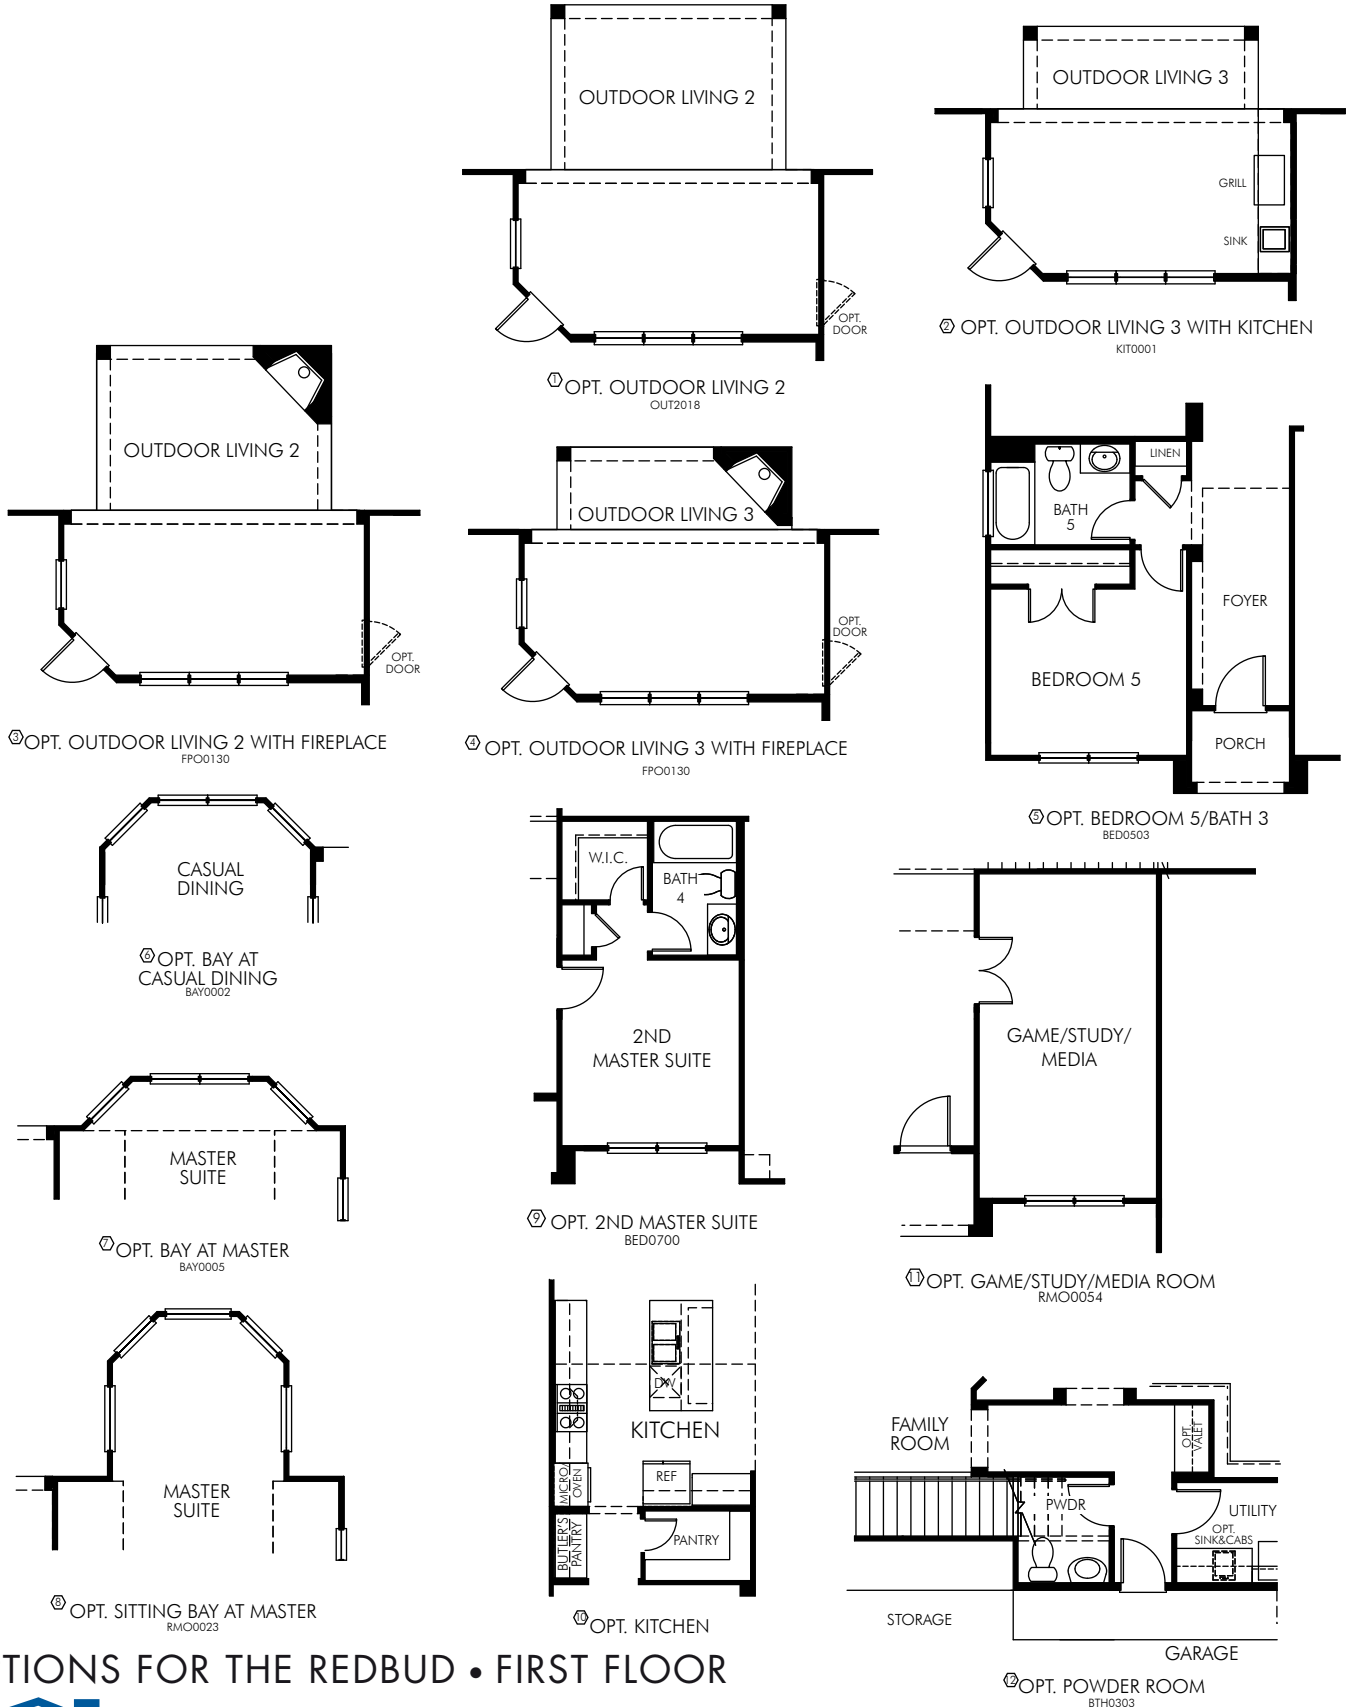 OUTDOOR LIVING 2
OPT.
DOOR
1 OPT. OUTDOOR LIVING 2
OUT2018
OUTDOOR LIVING 3
GRILL
SINK
2 OPT. OUTDOOR LIVING 3 WITH KITCHEN
KIT0001
OUTDOOR LIVING 2
OPT.
DOOR
3 OPT. OUTDOOR LIVING 2 WITH FIREPLACE
FPO0130
OUTDOOR LIVING 3
OPT.
DOOR
4 OPT. OUTDOOR LIVING 3 WITH FIREPLACE
FPO0130
LINEN
BATH
5
FOYER
BEDROOM 5
PORCH
5 OPT. BEDROOM 5/BATH 3
BED0503
CASUAL
DINING
6 OPT. BAY AT
CASUAL DINING
BAY0002
MASTER
SUITE
7 OPT. BAY AT MASTER
BAY0005
MASTER
SUITE
8 OPT. SITTING BAY AT MASTER
RMO0023
W.I.C.
BATH
4
2ND
MASTER SUITE
9 OPT. 2ND MASTER SUITE
BED0700
DW
KITCHEN
MICRO/
OVEN
REF
BUTLER'S
PANTRY
PANTRY
10 OPT. KITCHEN
GAME/STUDY/
MEDIA
11 OPT. GAME/STUDY/MEDIA ROOM
RMO0054
FAMILY
ROOM
OPT.
VALET
PWDR
UTILITY
OPT.
SINK&CABS
STORAGE
GARAGE
12 OPT. POWDER ROOM
BTH0303
TIONS FOR THE REDBUD • FIRST FLOOR